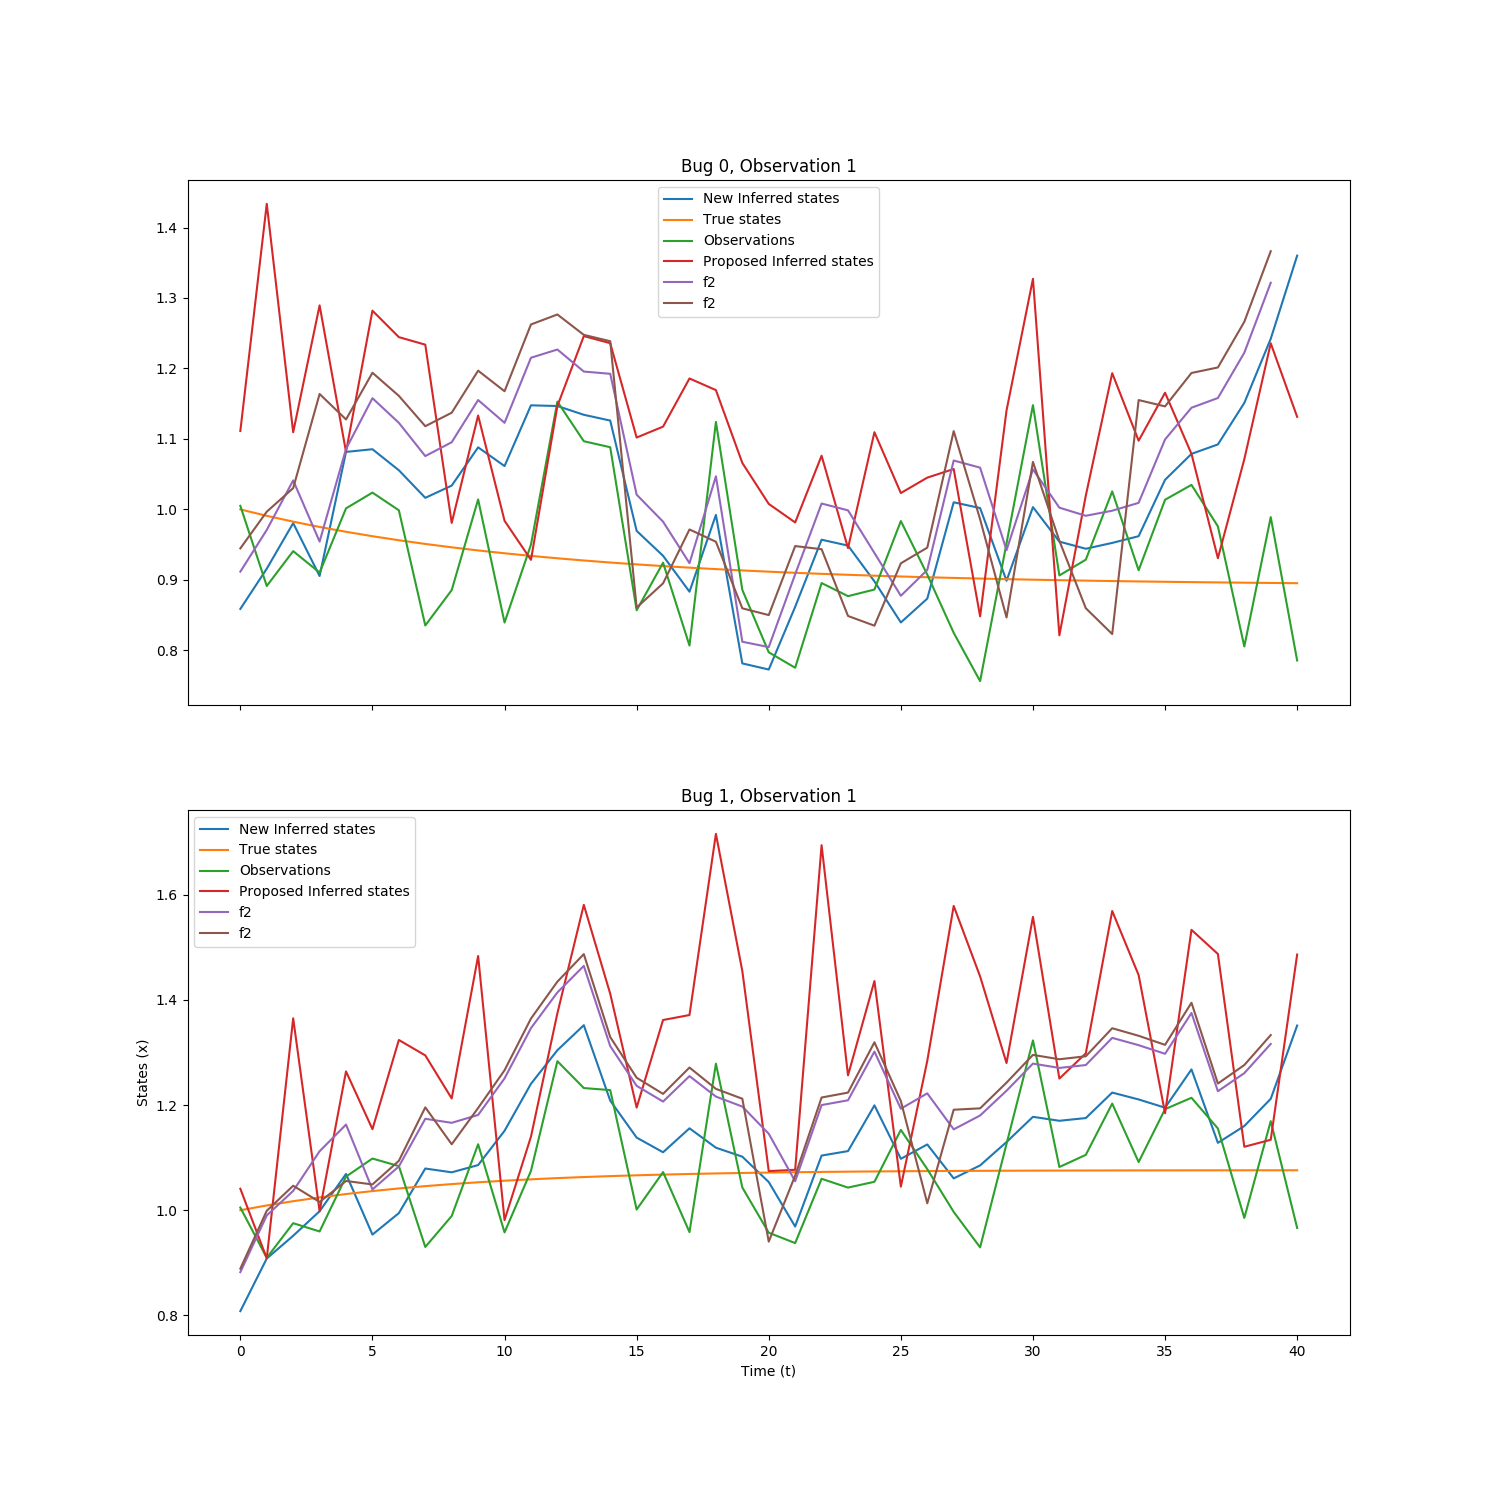 Bug 0, Observation 1
New Inferred states
True states
Observations
Proposed Inferred states
f2
f2
1.4
1.3
1.2
1.1
1.0
0.9
0.8
Bug 1, Observation 1
New Inferred states
True states
Observations
Proposed Inferred states
f2
f2
1.6
1.4
1.2
1.0
0.8
States (x)
0 5 10 15 20 25 30 35 40
Time (t)